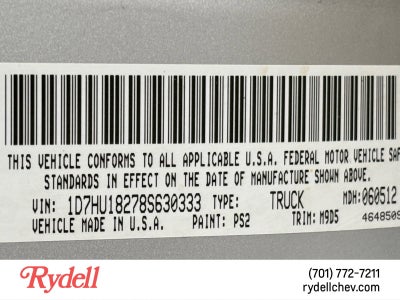 THIS VEHICLE CONFORMS TO ALL APPLICABLE U.S.A. FEDERAL MOTOR VEHICLE SAF
STANDARDS IN EFFECT ON THE DATE OF MANUFACTURE SHOWN ABOVE.
VIN: 1D7HU18278S630333 TYPE: TRUCK MDH: 060512
VEHICLE MADE IN U.S.A. PAINT: PS2 TRIM: M9D5 464850S
Rydell
(701) 772-7211
rydellchev.com